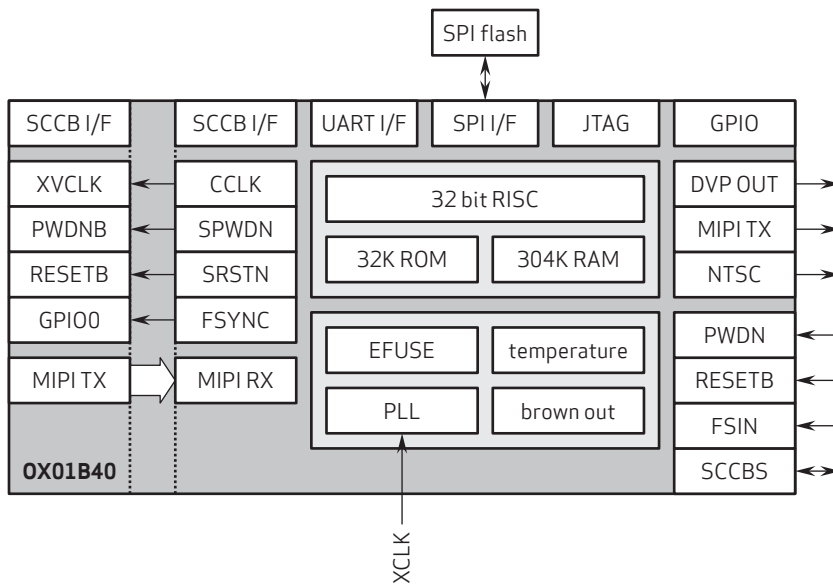 SPI flash
SCCB I/F
SCCB I/F
UART I/F
SPI I/F
JTAG
GPIO
XVCLK
CCLK
DVP OUT
32 bit RISC
PWDNB
SPWDN
MIPI TX
RESETB
SRSTN
32K ROM
304K RAM
NTSC
GPIO0
FSYNC
PWDN
EFUSE
temperature
MIPI TX
MIPI RX
RESETB
PLL
brown out
FSIN
OX01B40
SCCBS
XCLK